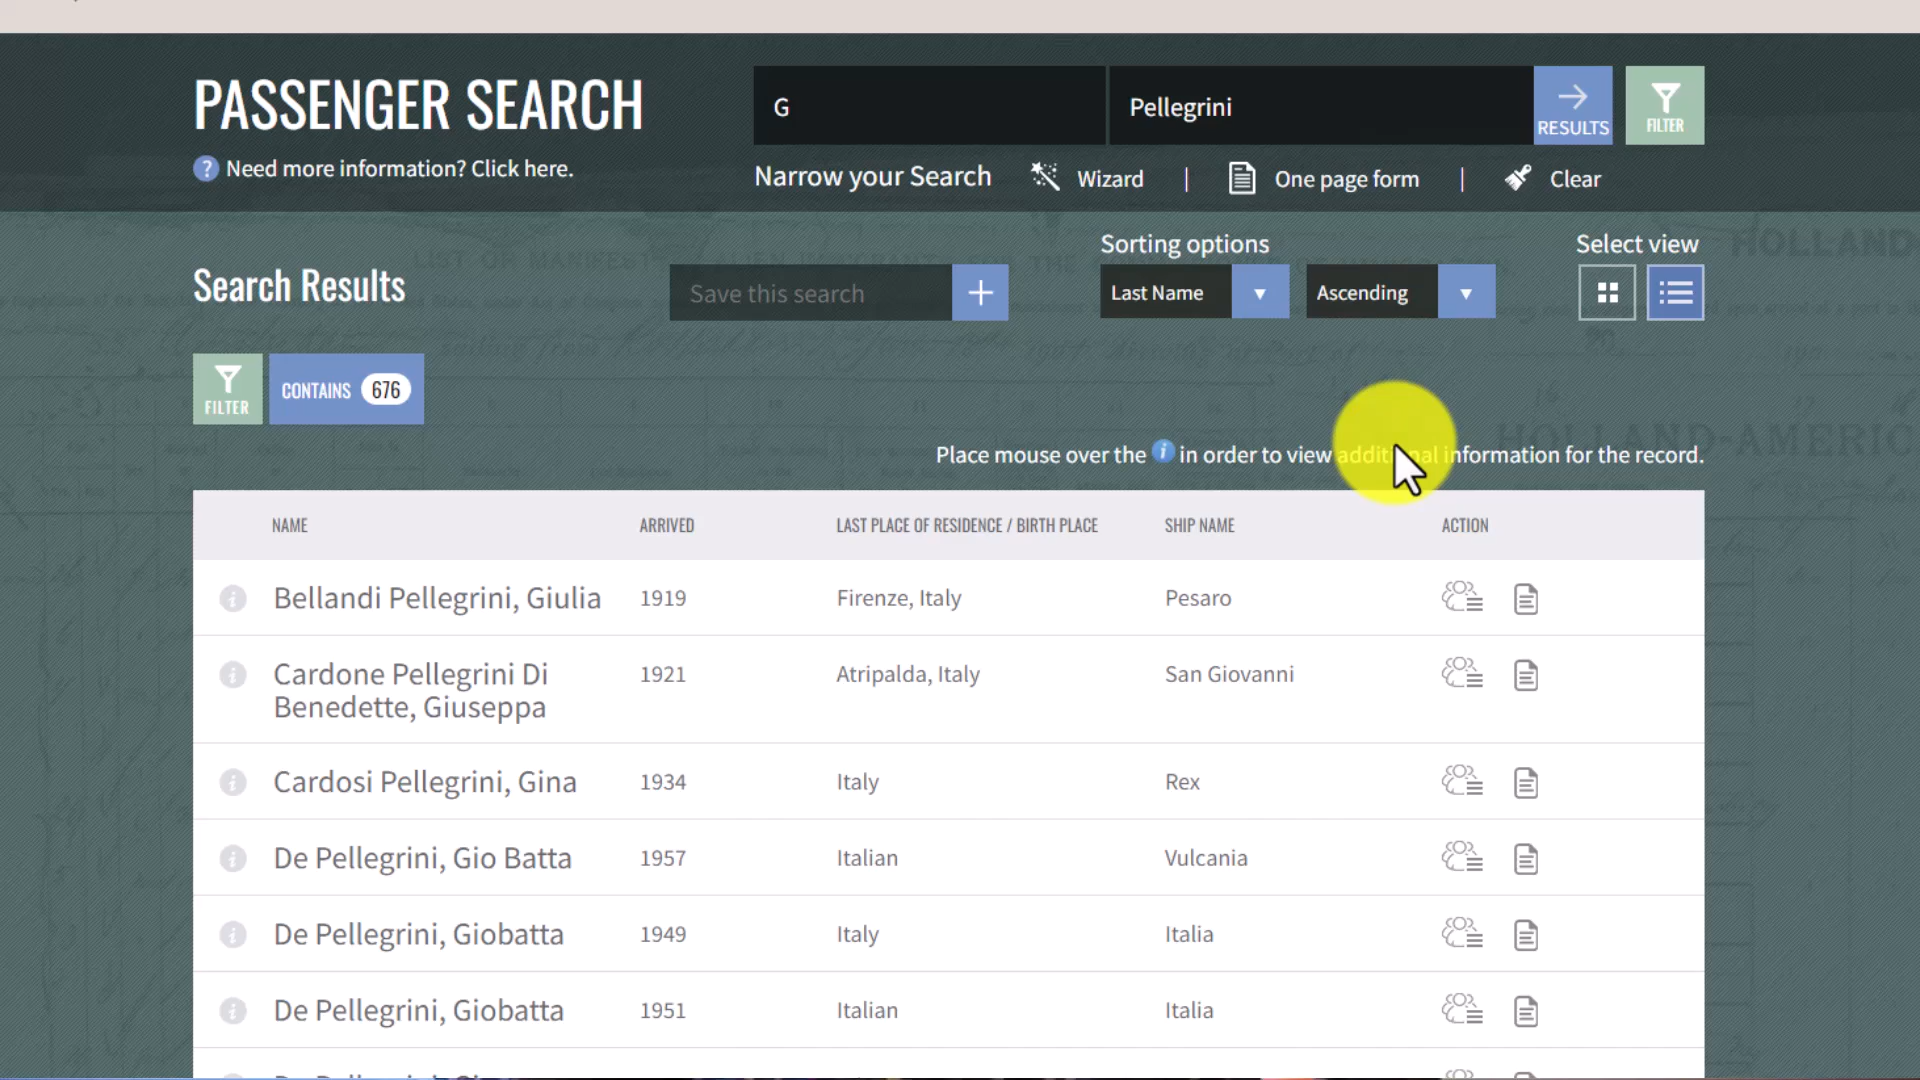 PASSENGER SEARCH
? Need more information? Click here.
G
Pellegrini
RESULTS
FILTER
Narrow your Search
Wizard | One page form | Clear
Search Results
Save this search +
Sorting options
Last Name
Ascending
Select view
FILTER
CONTAINS 676
Place mouse over the i in order to view additional information for the record.
NAME ARRIVED LAST PLACE OF RESIDENCE / BIRTH PLACE SHIP NAME ACTION
Bellandi Pellegrini, Giulia 1919 Firenze, Italy Pesaro
Cardone Pellegrini Di 1921 Atripalda, Italy San Giovanni
Benedette, Giuseppa
Cardosi Pellegrini, Gina 1934 Italy Rex
De Pellegrini, Gio Batta 1957 Italian Vulcania
De Pellegrini, Giobatta 1949 Italy Italia
De Pellegrini, Giobatta 1951 Italian Italia